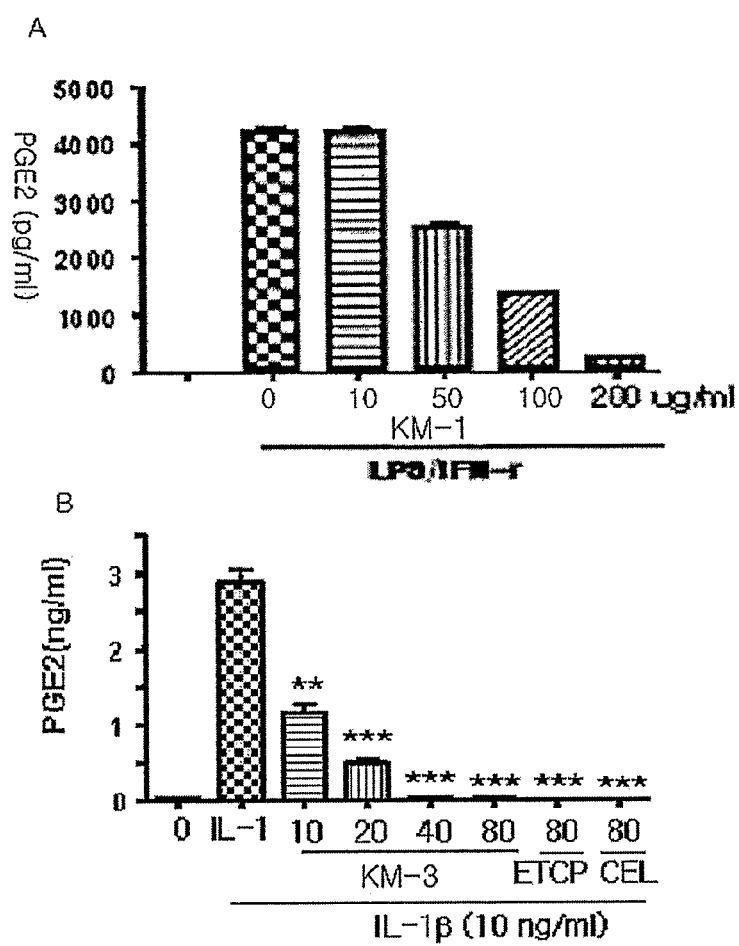 A
5000
4000
3000
2000
1000
0
PGE2 (pg/ml)
0 10 50 100 200 ug/ml
KM-1
B
3
2
1
0
PGE2(ng/ml)
** *** *** *** *** ***
0 IL-1 10 20 40 80 80 80
KM-3 ETCP CEL
IL-1β (10 ng/ml)